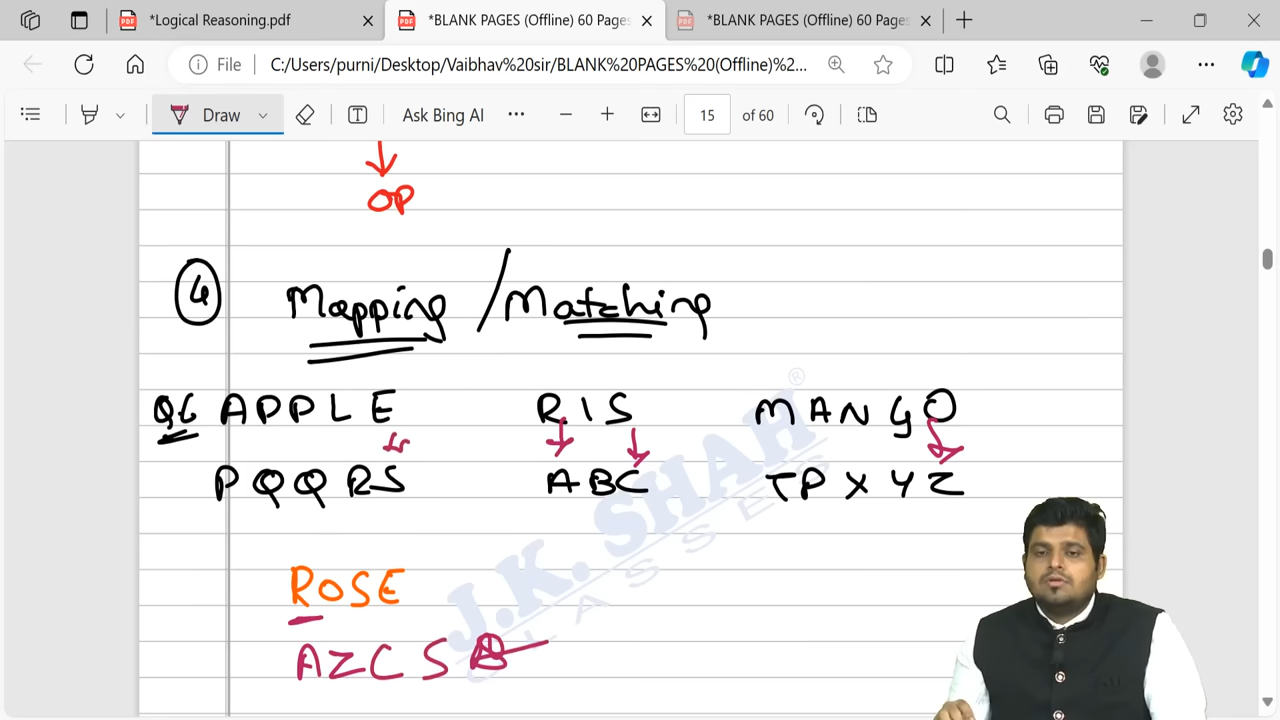 *Logical Reasoning.pdf *BLANK PAGES (Offline) 60 Pages *BLANK PAGES (Offline) 60 Pages
File C:/Users/purni/Desktop/Vaibhav%20sir/BLANK%20PAGES%20(Offline)%2...
Draw Ask Bing AI 15 of 60
OP
4 Mapping / Matching
Q6 APPLE RIS MANGO
PQQRS ABC TPXYZ
ROSE
AZCS
J.K. SHAH®
CLASSES